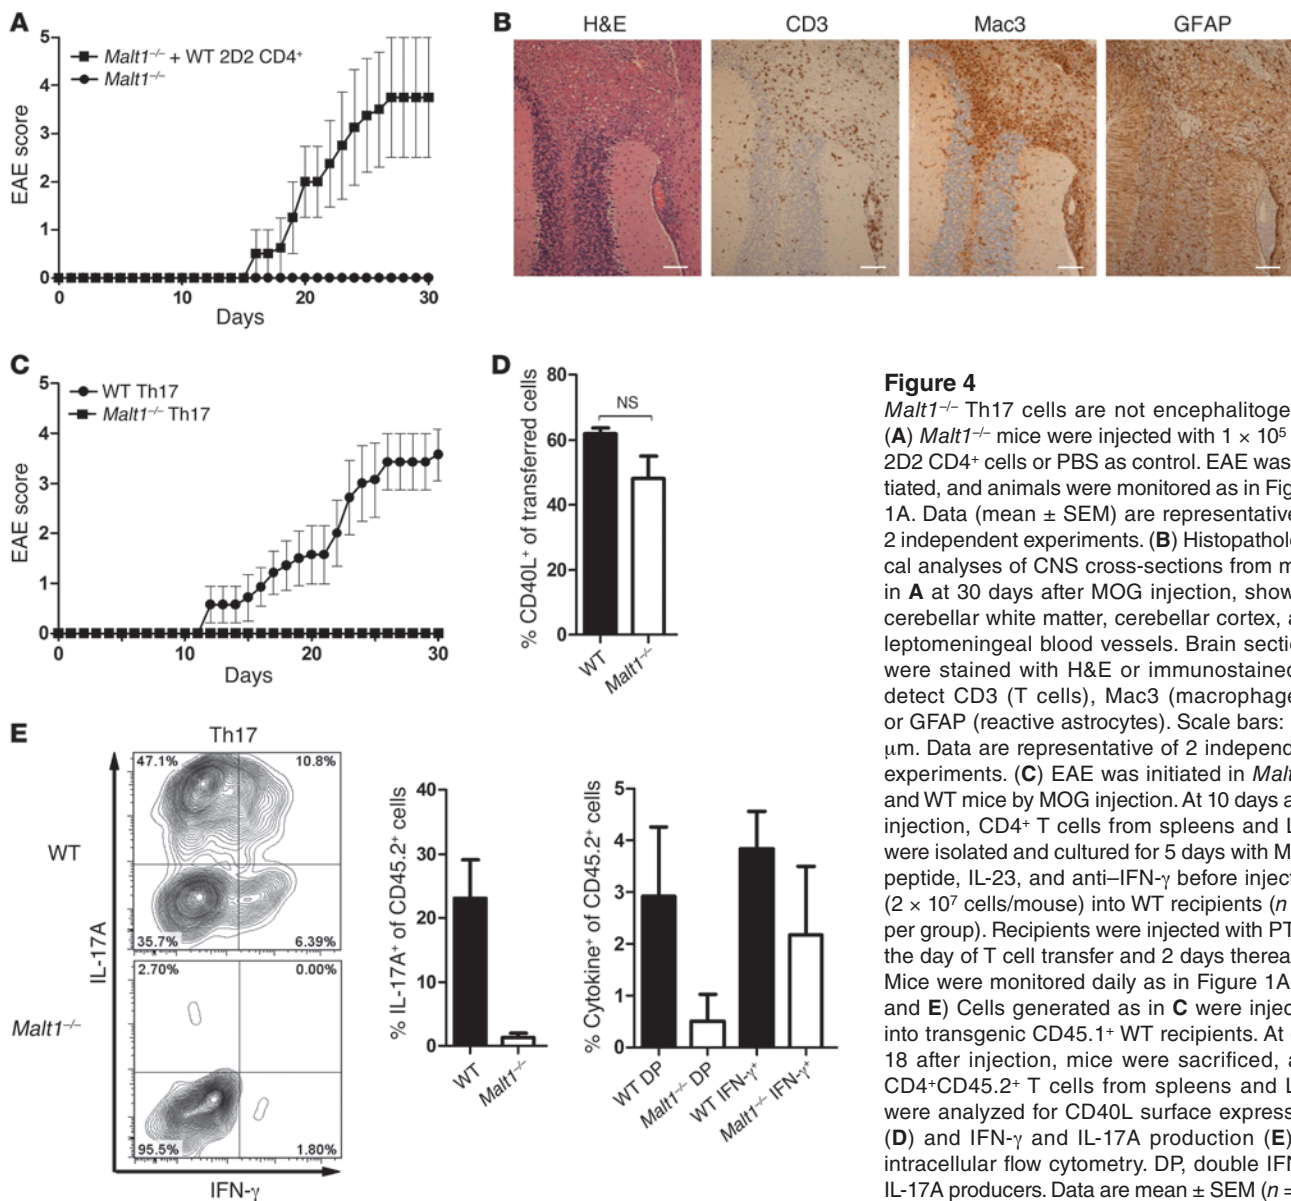 A
5
4
3
2
1
0
EAE score
Malt1–/– + WT 2D2 CD4+
Malt1–/–
0
10
20
30
Days
B
H&E
CD3
Mac3
GFAP
C
5
4
3
2
1
0
EAE score
WT Th17
Malt1–/– Th17
0
10
20
30
Days
D
80
60
40
20
0
% CD40L+ of transferred cells
NS
WT
Malt1–/–
E
Th17
WT
47.1%
10.8%
35.7%
6.39%
IL-17A
Malt1–/–
2.70%
0.00%
95.5%
1.80%
IFN-γ
40
30
20
10
0
% IL-17A+ of CD45.2+ cells
WT
Malt1–/–
5
4
3
2
1
0
% Cytokine+ of CD45.2+ cells
WT DP
Malt1–/– DP
WT IFN-γ+
Malt1–/– IFN-γ+
Figure 4
Malt1–/– Th17 cells are not encephalitoge
(A) Malt1–/– mice were injected with 1 × 10⁵
2D2 CD4+ cells or PBS as control. EAE was
tiated, and animals were monitored as in Fig
1A. Data (mean ± SEM) are representative
2 independent experiments. (B) Histopatholo
cal analyses of CNS cross-sections from m
in A at 30 days after MOG injection, show
cerebellar white matter, cerebellar cortex, a
leptomeningeal blood vessels. Brain sectio
were stained with H&E or immunostained
detect CD3 (T cells), Mac3 (macrophage
or GFAP (reactive astrocytes). Scale bars:
μm. Data are representative of 2 independ
experiments. (C) EAE was initiated in Malt
and WT mice by MOG injection. At 10 days a
injection, CD4+ T cells from spleens and L
were isolated and cultured for 5 days with M
peptide, IL-23, and anti–IFN-γ before inject
(2 × 10⁷ cells/mouse) into WT recipients (n
per group). Recipients were injected with PT
the day of T cell transfer and 2 days therea
Mice were monitored daily as in Figure 1A
and E) Cells generated as in C were injec
into transgenic CD45.1+ WT recipients. At
18 after injection, mice were sacrificed, a
CD4+CD45.2+ T cells from spleens and L
were analyzed for CD40L surface express
(D) and IFN-γ and IL-17A production (E)
intracellular flow cytometry. DP, double IFN
IL-17A producers. Data are mean ± SEM (n =